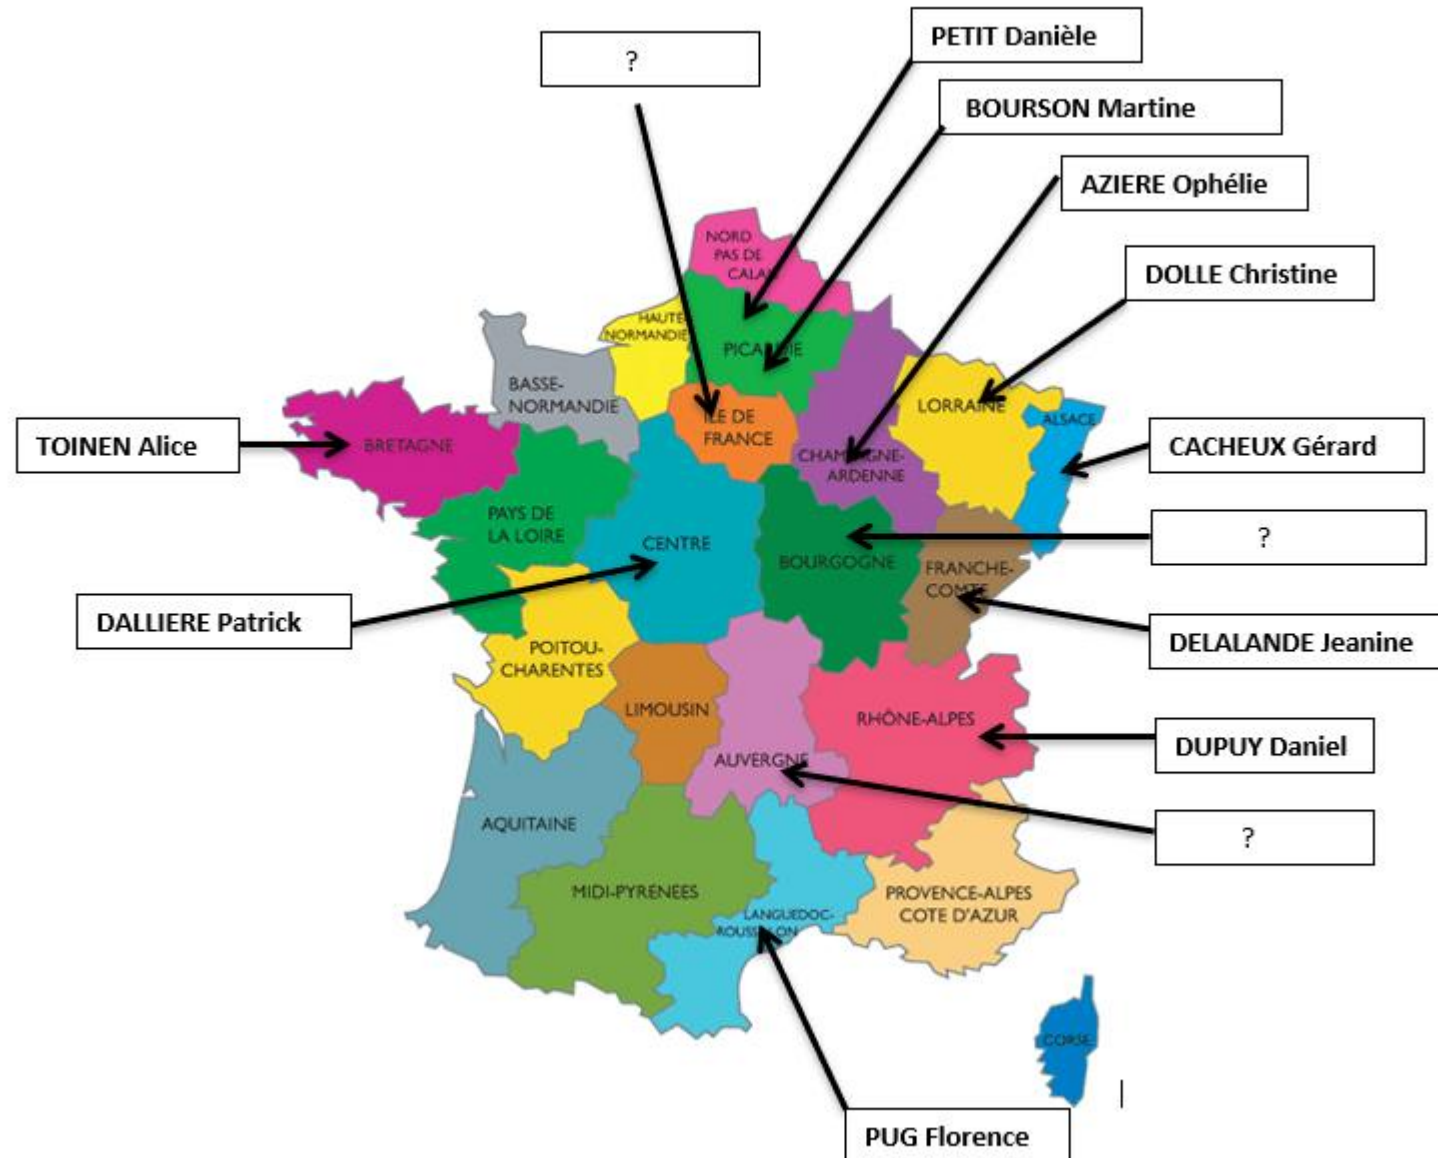 PETIT Danièle
?
BOURSON Martine
AZIERE Ophélie
NORD
PAS DE
CALAI
DOLLE Christine
HAUTE
NORMANDIE
PICARDIE
BASSE-
NORMANDIE
LORRAINE
ALSACE
ILE DE
FRANCE
TOINEN Alice
BRETAGNE
CACHEUX Gérard
CHAMPAGNE-
ARDENNE
PAYS DE
LA LOIRE
CENTRE
?
BOURGOGNE
FRANCHE-
COMTE
DALLIERE Patrick
DELALANDE Jeanine
POITOU-
CHARENTES
LIMOUSIN
RHÔNE-ALPES
DUPUY Daniel
AUVERGNE
AQUITAINE
?
MIDI-PYRENEES
PROVENCE-ALPES
COTE D'AZUR
LANGUEDOC-
ROUSSILLON
CORSE
PUG Florence